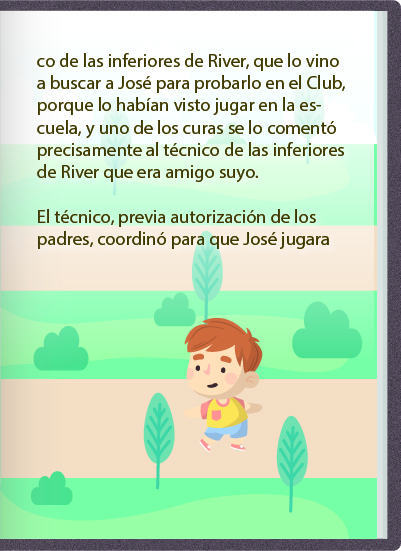 co de las inferiores de River, que lo vino
a buscar a José para probarlo en el Club,
porque lo habían visto jugar en la es-
cuela, y uno de los curas se lo comentó
precisamente al técnico de las inferiores
de River que era amigo suyo.
El técnico, previa autorización de los
padres, coordinó para que José jugara